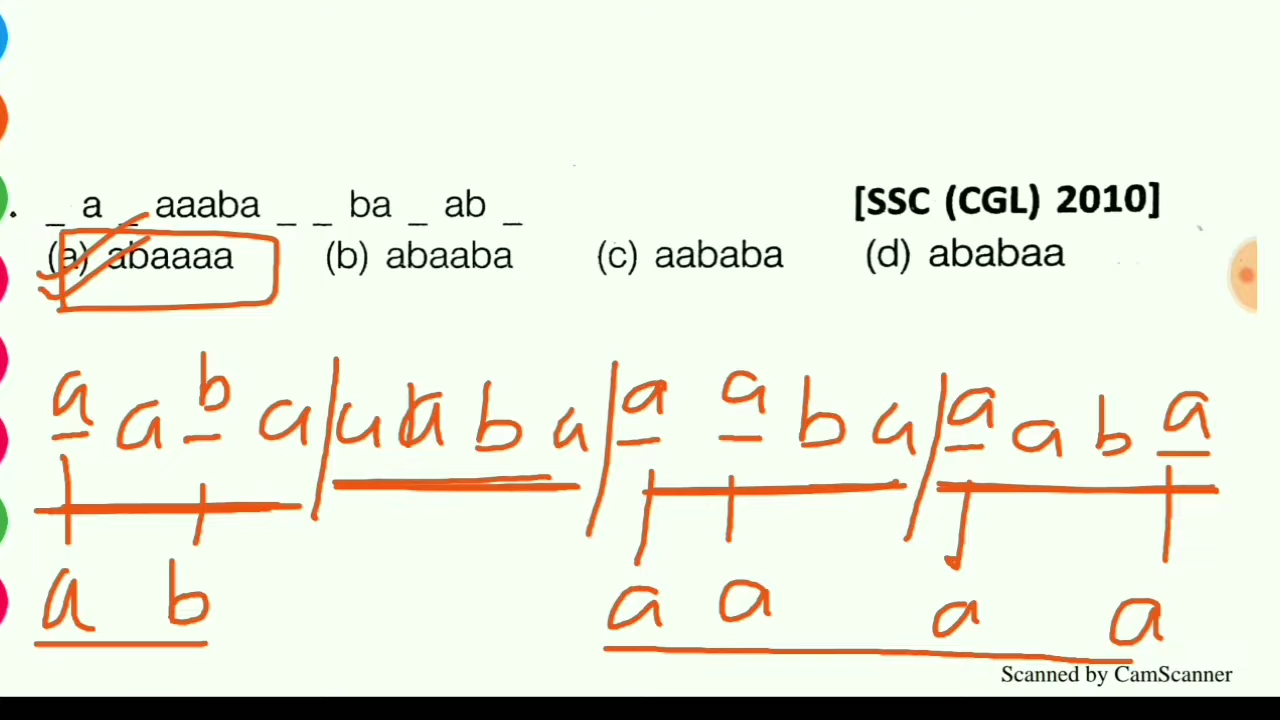 . _ a _ aaaba _ _ ba _ ab _ [SSC (CGL) 2010]
(a) abaaaa (b) abaaba (c) aababa (d) ababaa
a a b a / a a b a / a a b a / a a b a
a b a a a a
Scanned by CamScanner